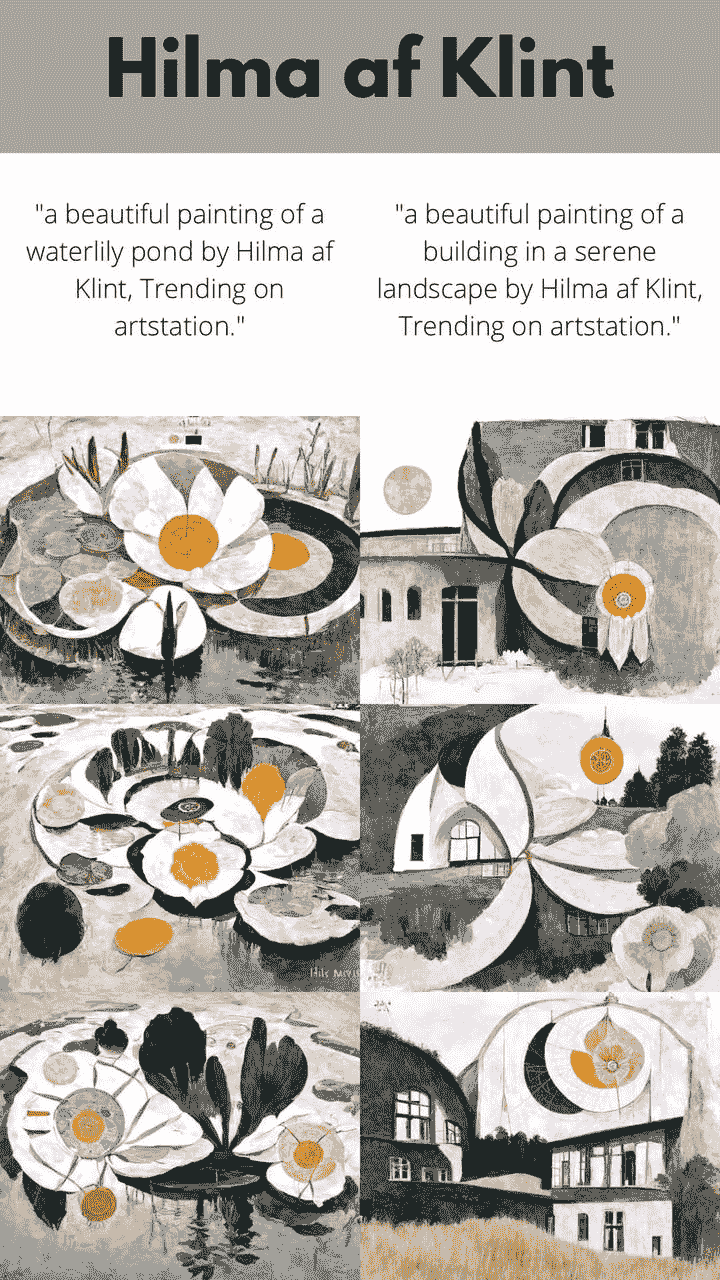 Hilma af Klint
"a beautiful painting of a
waterlily pond by Hilma af
Klint, Trending on
artstation."
"a beautiful painting of a
building in a serene
landscape by Hilma af Klint,
Trending on artstation."